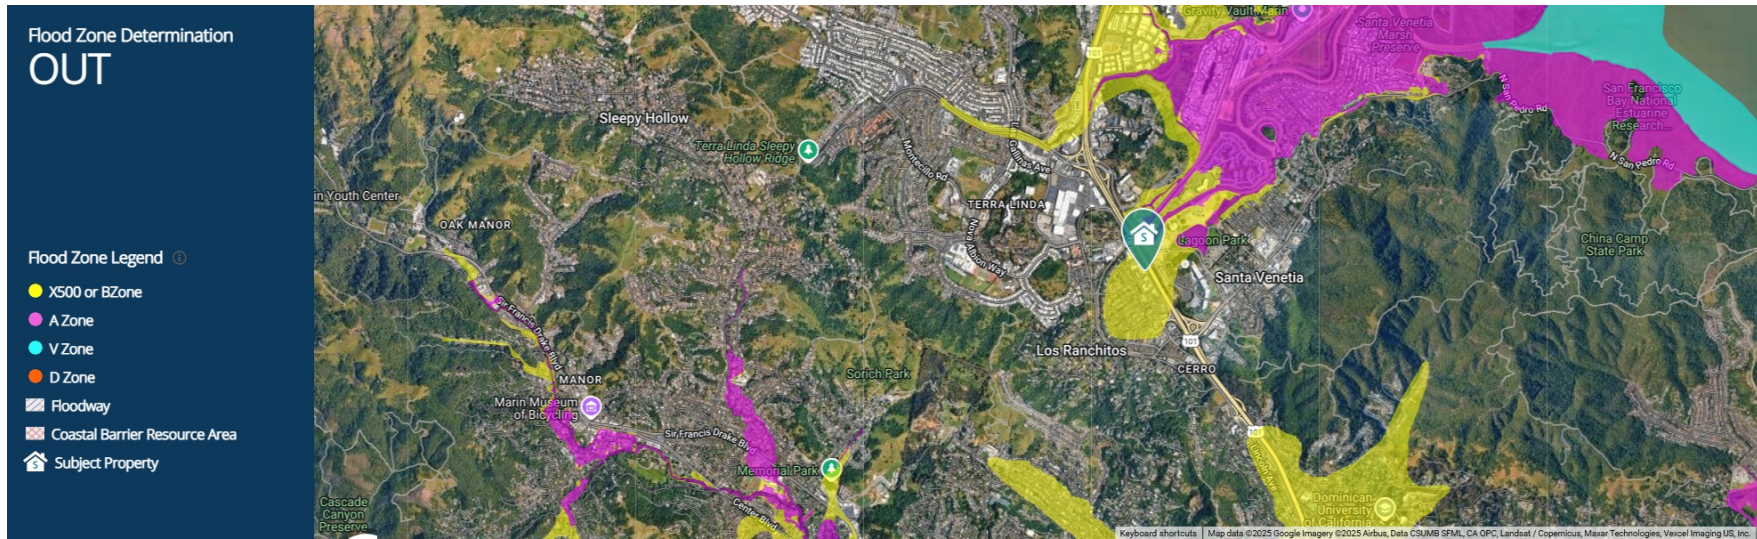 Flood Zone Determination
OUT
Flood Zone Legend
X500 or BZone
A Zone
V Zone
D Zone
Floodway
Coastal Barrier Resource Area
Subject Property
Gravity Vault Marin
Santa Venetia
Marsh
Preserve
101
N San Pedro Rd
San Francisco
Bay National
Estuarine
Research...
N San Pedro Rd
Sleepy Hollow
Terra Linda Sleepy
Hollow Ridge
Montecillo Rd
Las Gallinas Ave
in Youth Center
OAK MANOR
TERRA LINDA
Nova Albion Way
Lagoon Park
Santa Venetia
China Camp
State Park
Sir Francis Drake Blvd
Los Ranchitos
101
CERRO
MANOR
Sorich Park
Marin Museum
of Bicycling
Sir Francis Drake Blvd
101
Lincoln Ave
Memorial Park
Center Blvd
Cascade
Canyon
Preserve
Dominican
University
of California
Keyboard shortcuts
Map data ©2025 Google Imagery ©2025 Airbus, Data CSUMB SFML, CA OPC, Landsat / Copernicus, Maxar Technologies, Vexcel Imaging US, Inc.